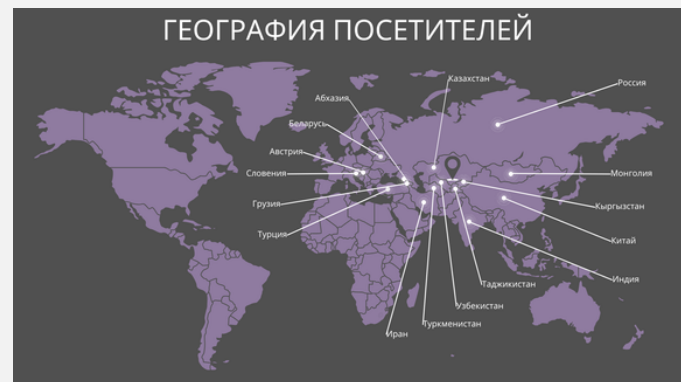 ГЕОГРАФИЯ ПОСЕТИТЕЛЕЙ
Казахстан
Россия
Абхазия
Беларусь
Австрия
Словения
Монголия
Грузия
Кыргызстан
Турция
Китай
Индия
Таджикистан
Узбекистан
Туркменистан
Иран